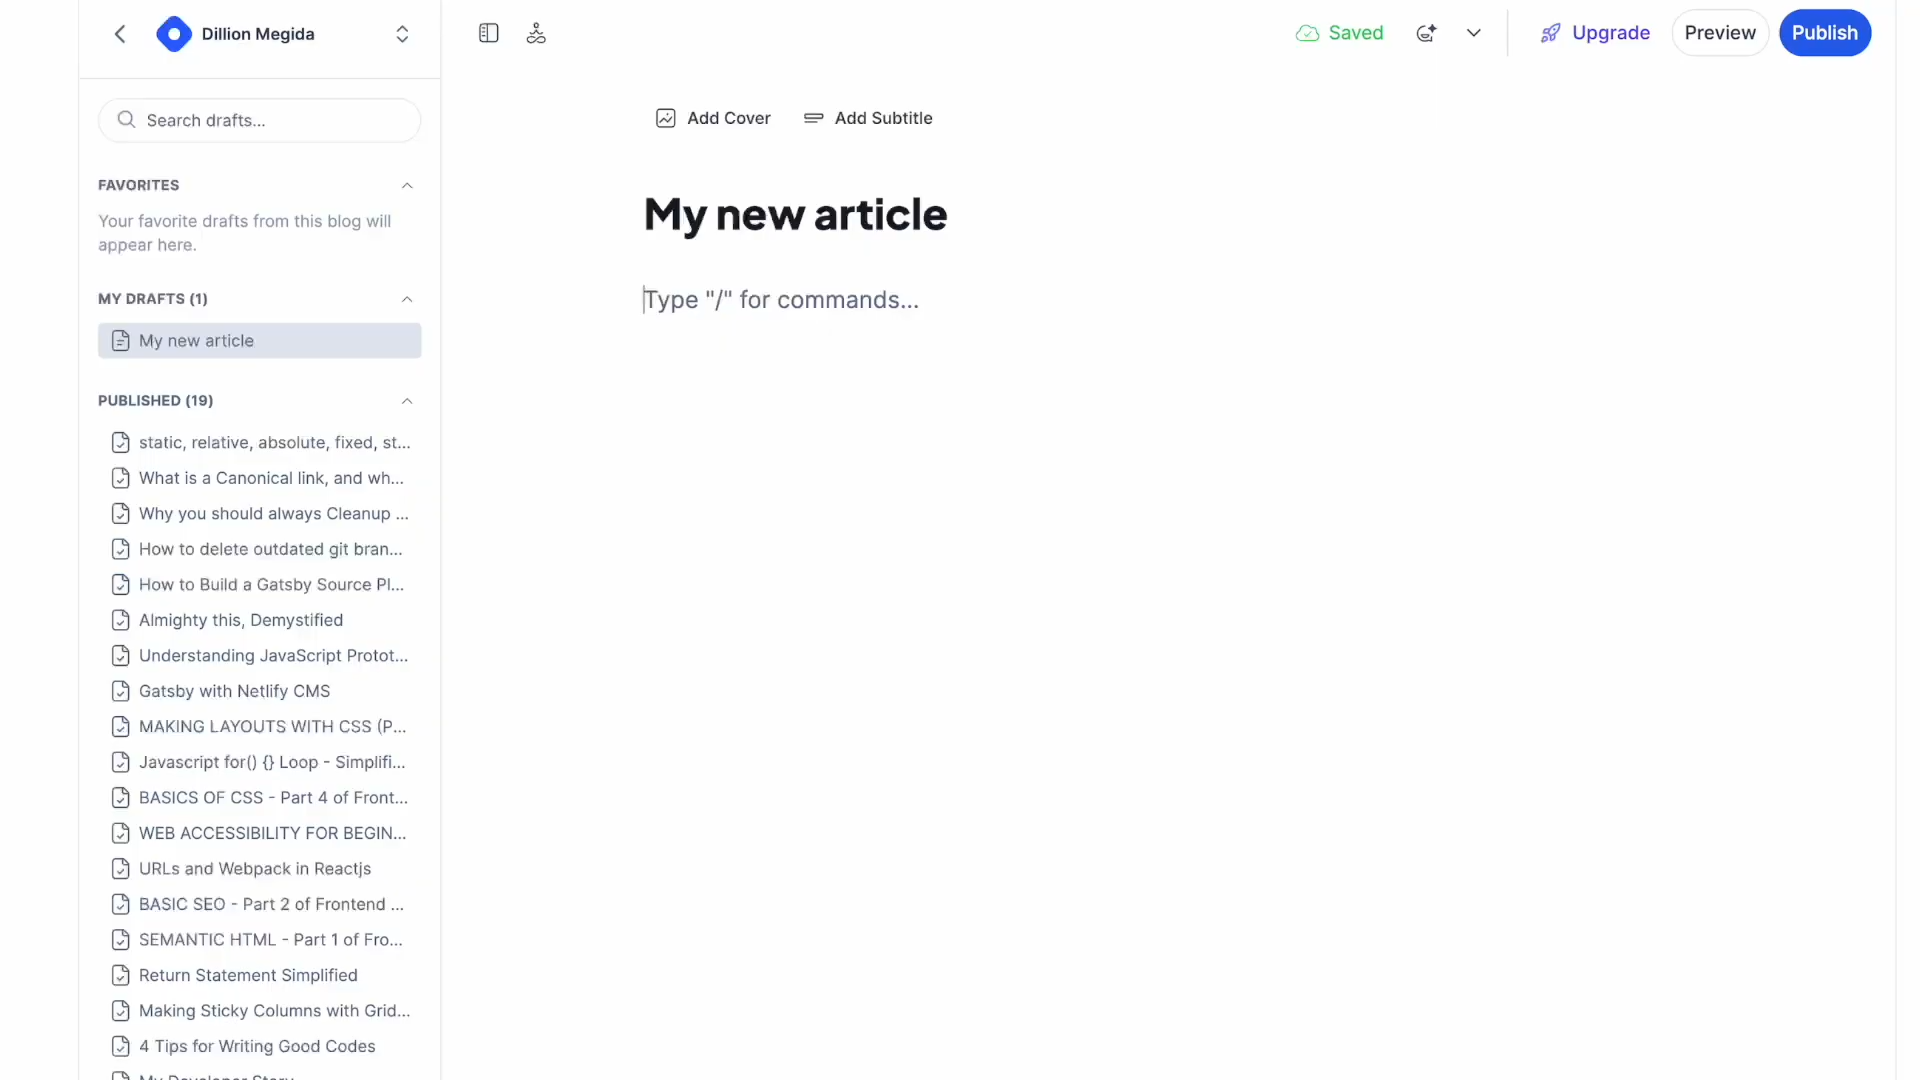 Dillion Megida
Saved
Upgrade
Preview
Publish
Search drafts...
FAVORITES
Your favorite drafts from this blog will
appear here.
MY DRAFTS (1)
My new article
PUBLISHED (19)
static, relative, absolute, fixed, st...
What is a Canonical link, and wh...
Why you should always Cleanup ...
How to delete outdated git bran...
How to Build a Gatsby Source Pl...
Almighty this, Demystified
Understanding JavaScript Protot...
Gatsby with Netlify CMS
MAKING LAYOUTS WITH CSS (P...
Javascript for() {} Loop - Simplifi...
BASICS OF CSS - Part 4 of Front...
WEB ACCESSIBILITY FOR BEGIN...
URLs and Webpack in Reactjs
BASIC SEO - Part 2 of Frontend ...
SEMANTIC HTML - Part 1 of Fro...
Return Statement Simplified
Making Sticky Columns with Grid...
4 Tips for Writing Good Codes
My Developer Story
Add Cover
Add Subtitle
My new article
Type "/" for commands...